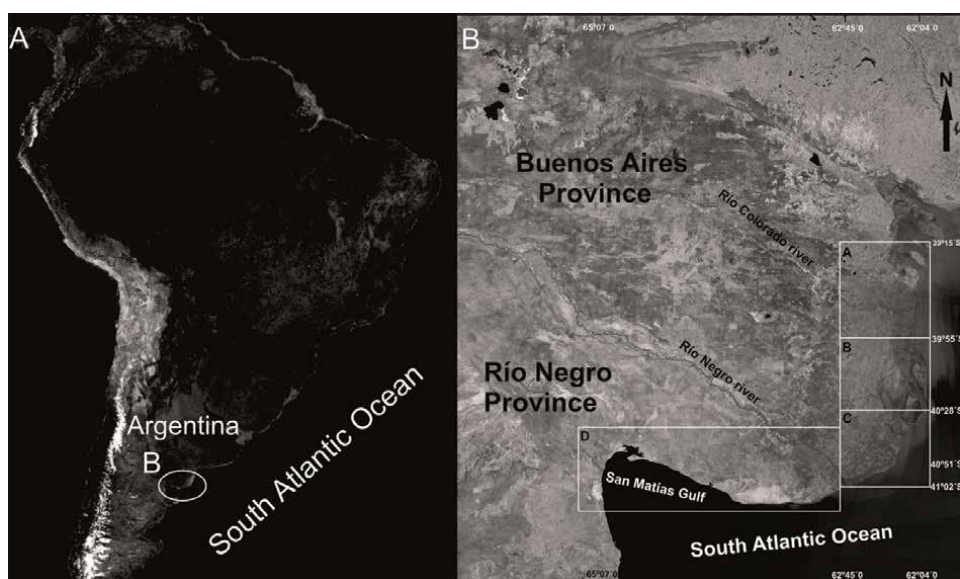 A
Argentina
B
South Atlantic Ocean
B
65°07´0
62°45´0
62°04´0
N
Buenos Aires
Province
Río Colorado river
39°15´S
A
39°55´S
B
Río Negro river
Río Negro
Province
40°28´S
C
D
40°51´S
San Matías Gulf
41°02´S
South Atlantic Ocean
65°07´0
62°45´0
62°04´0